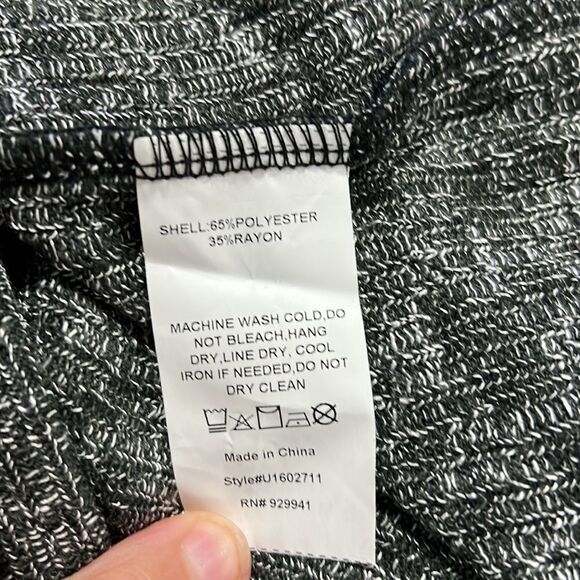 SHELL:65%POLYESTER
35%RAYON
MACHINE WASH COLD,DO
NOT BLEACH,HANG
DRY,LINE DRY, COOL
IRON IF NEEDED,DO NOT
DRY CLEAN
Made in China
Style#U1602711
RN# 929941